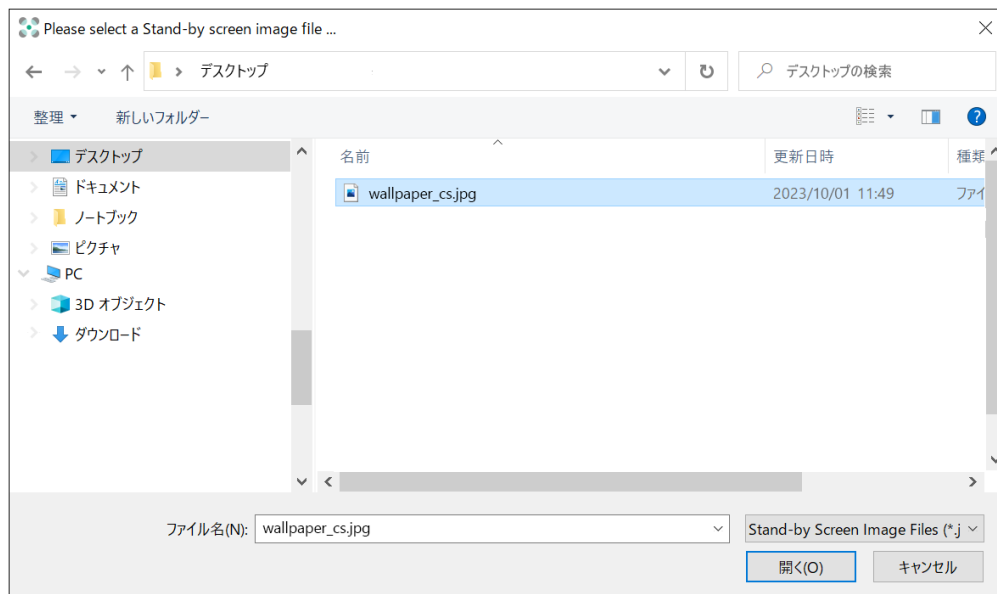 Please select a Stand-by screen image file ...
デスクトップ
デスクトップの検索
整理
新しいフォルダー
?
デスクトップ
ドキュメント
ノートブック
ピクチャ
PC
3D オブジェクト
ダウンロード
名前 更新日時 種類
wallpaper_cs.jpg 2023/10/01 11:49 ファイ
ファイル名(N): wallpaper_cs.jpg Stand-by Screen Image Files (*.j
開く(O) キャンセル